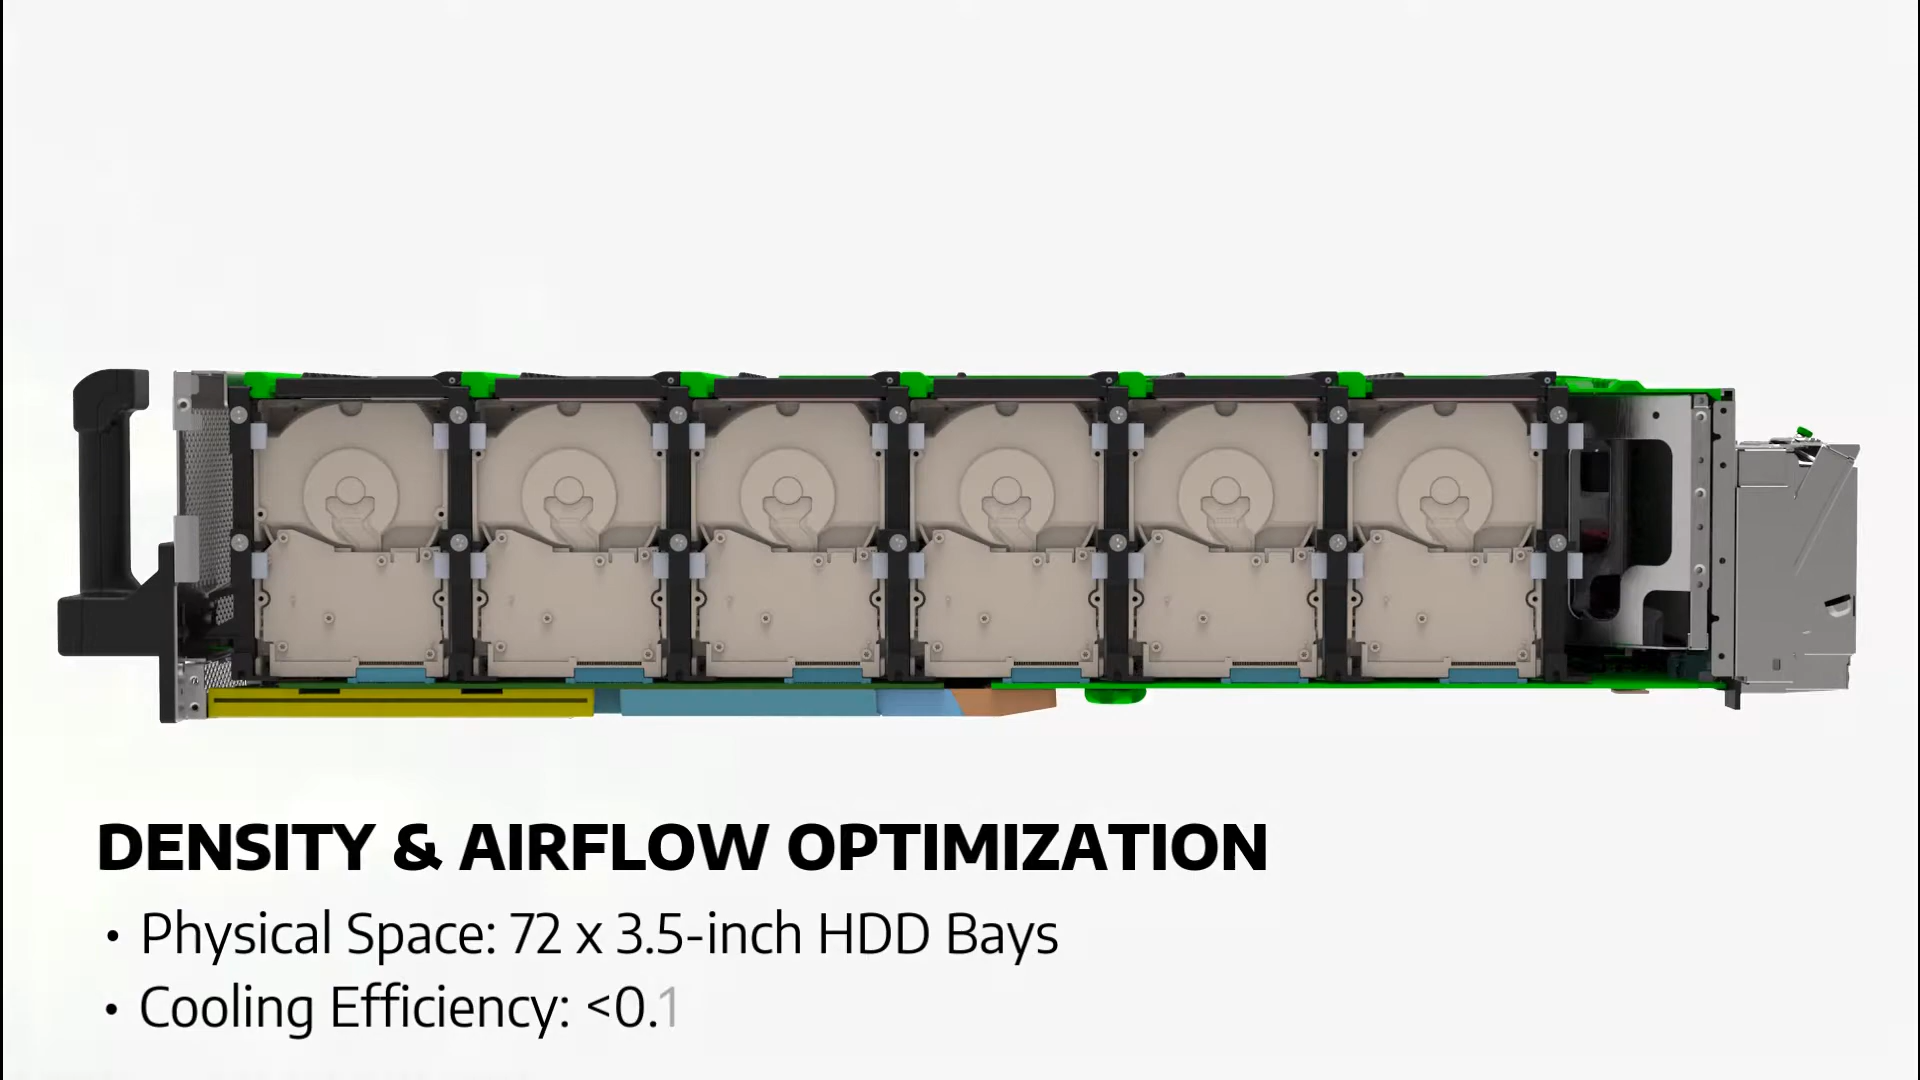 DENSITY & AIRFLOW OPTIMIZATION
• Physical Space: 72 x 3.5-inch HDD Bays
• Cooling Efficiency: <0.1